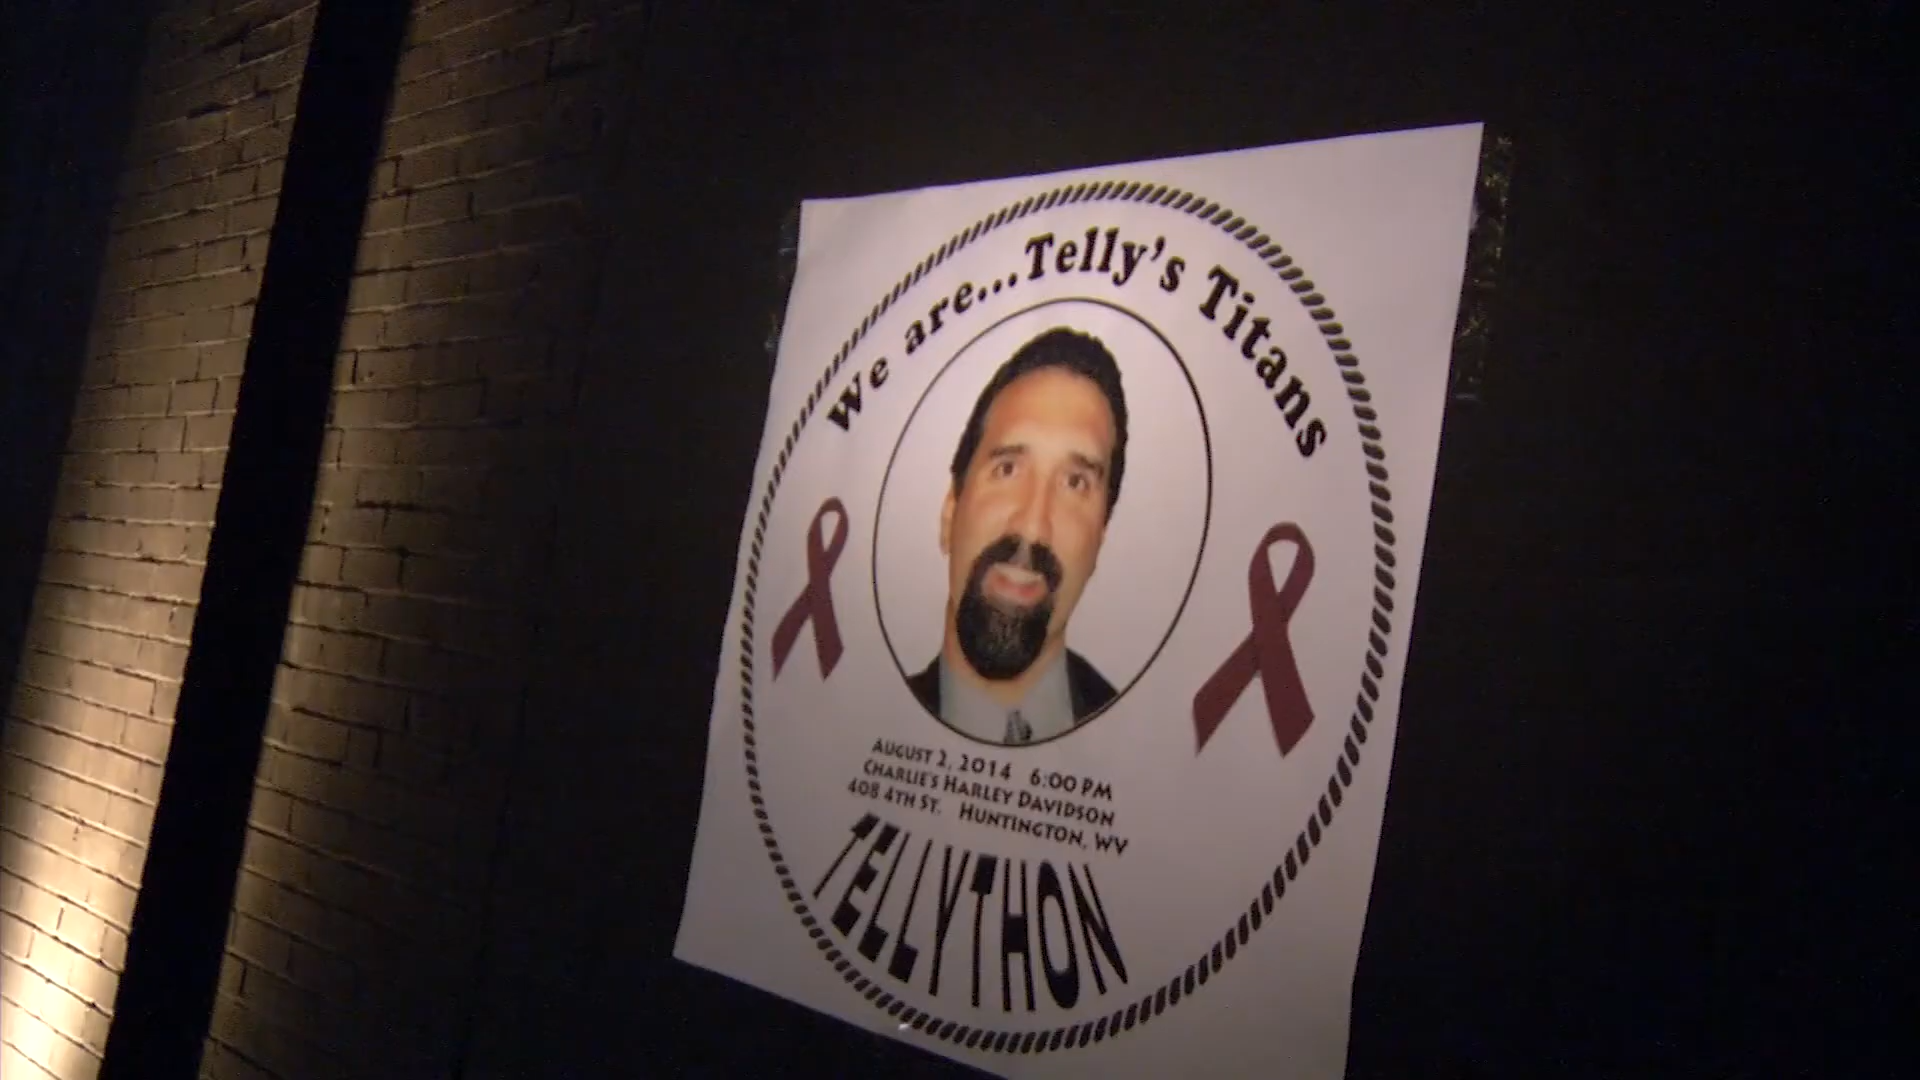 We are...Telly's Titans
AUGUST 2, 2014 6:00 PM
CHARLIE'S HARLEY DAVIDSON
408 4TH ST. HUNTINGTON, WV
TELLYTHON